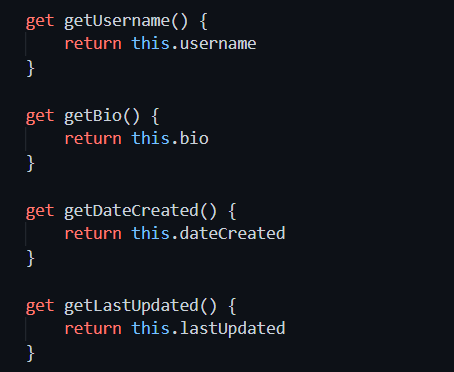 get getUsername() {
return this.username
}
get getBio() {
return this.bio
}
get getDateCreated() {
return this.dateCreated
}
get getLastUpdated() {
return this.lastUpdated
}